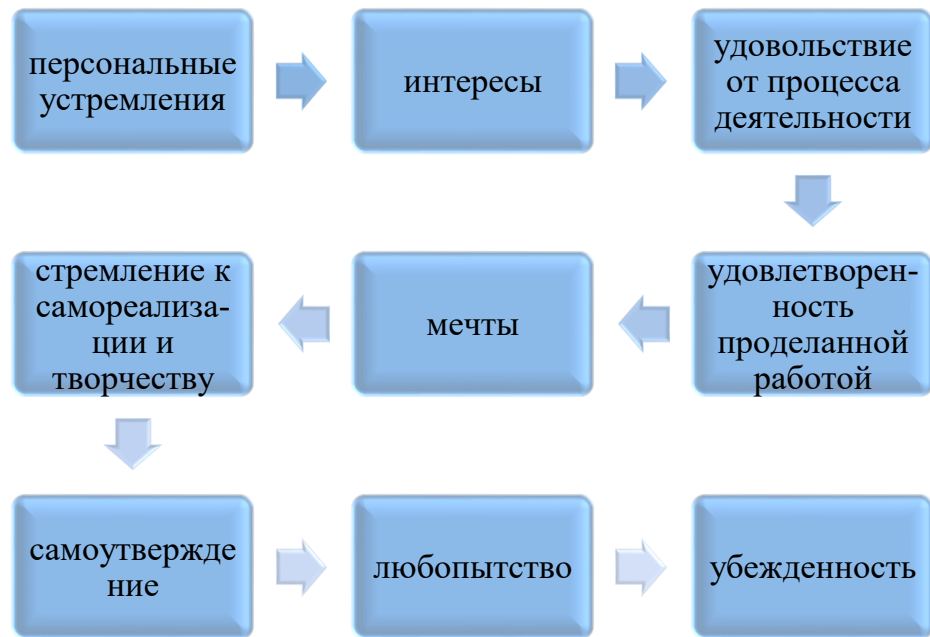 персональные
устремления
интересы
удовольствие
от процесса
деятельности
удовлетворен-
ность
проделанной
работой
мечты
стремление к
самореализа-
ции и
творчеству
самоутвержде
ние
любопытство
убежденность